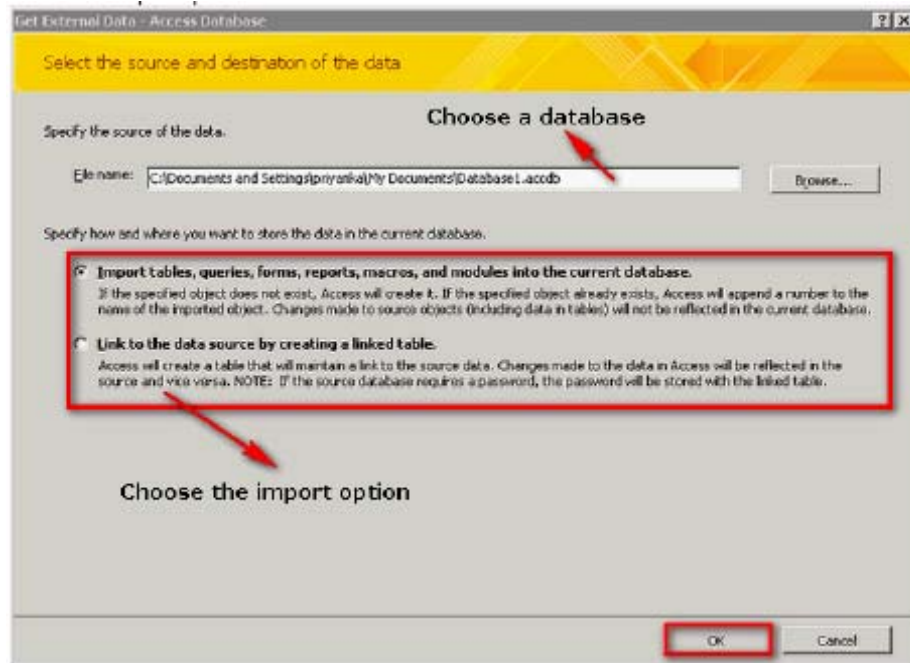 Get External Data - Access Database
Select the source and destination of the data
Choose a database
Specify the source of the data.
File name: C:\Documents and Settings\priyanka\My Documents\Database1.accdb Browse...
Specify how and where you want to store the data in the current database.
Import tables, queries, forms, reports, macros, and modules into the current database.
If the specified object does not exist, Access will create it. If the specified object already exists, Access will append a number to the
name of the imported object. Changes made to source objects (including data in tables) will not be reflected in the current database.
Link to the data source by creating a linked table.
Access will create a table that will maintain a link to the source data. Changes made to the data in Access will be reflected in the
source and vice versa. NOTE: If the source database requires a password, the password will be stored with the linked table.
Choose the import option
OK Cancel